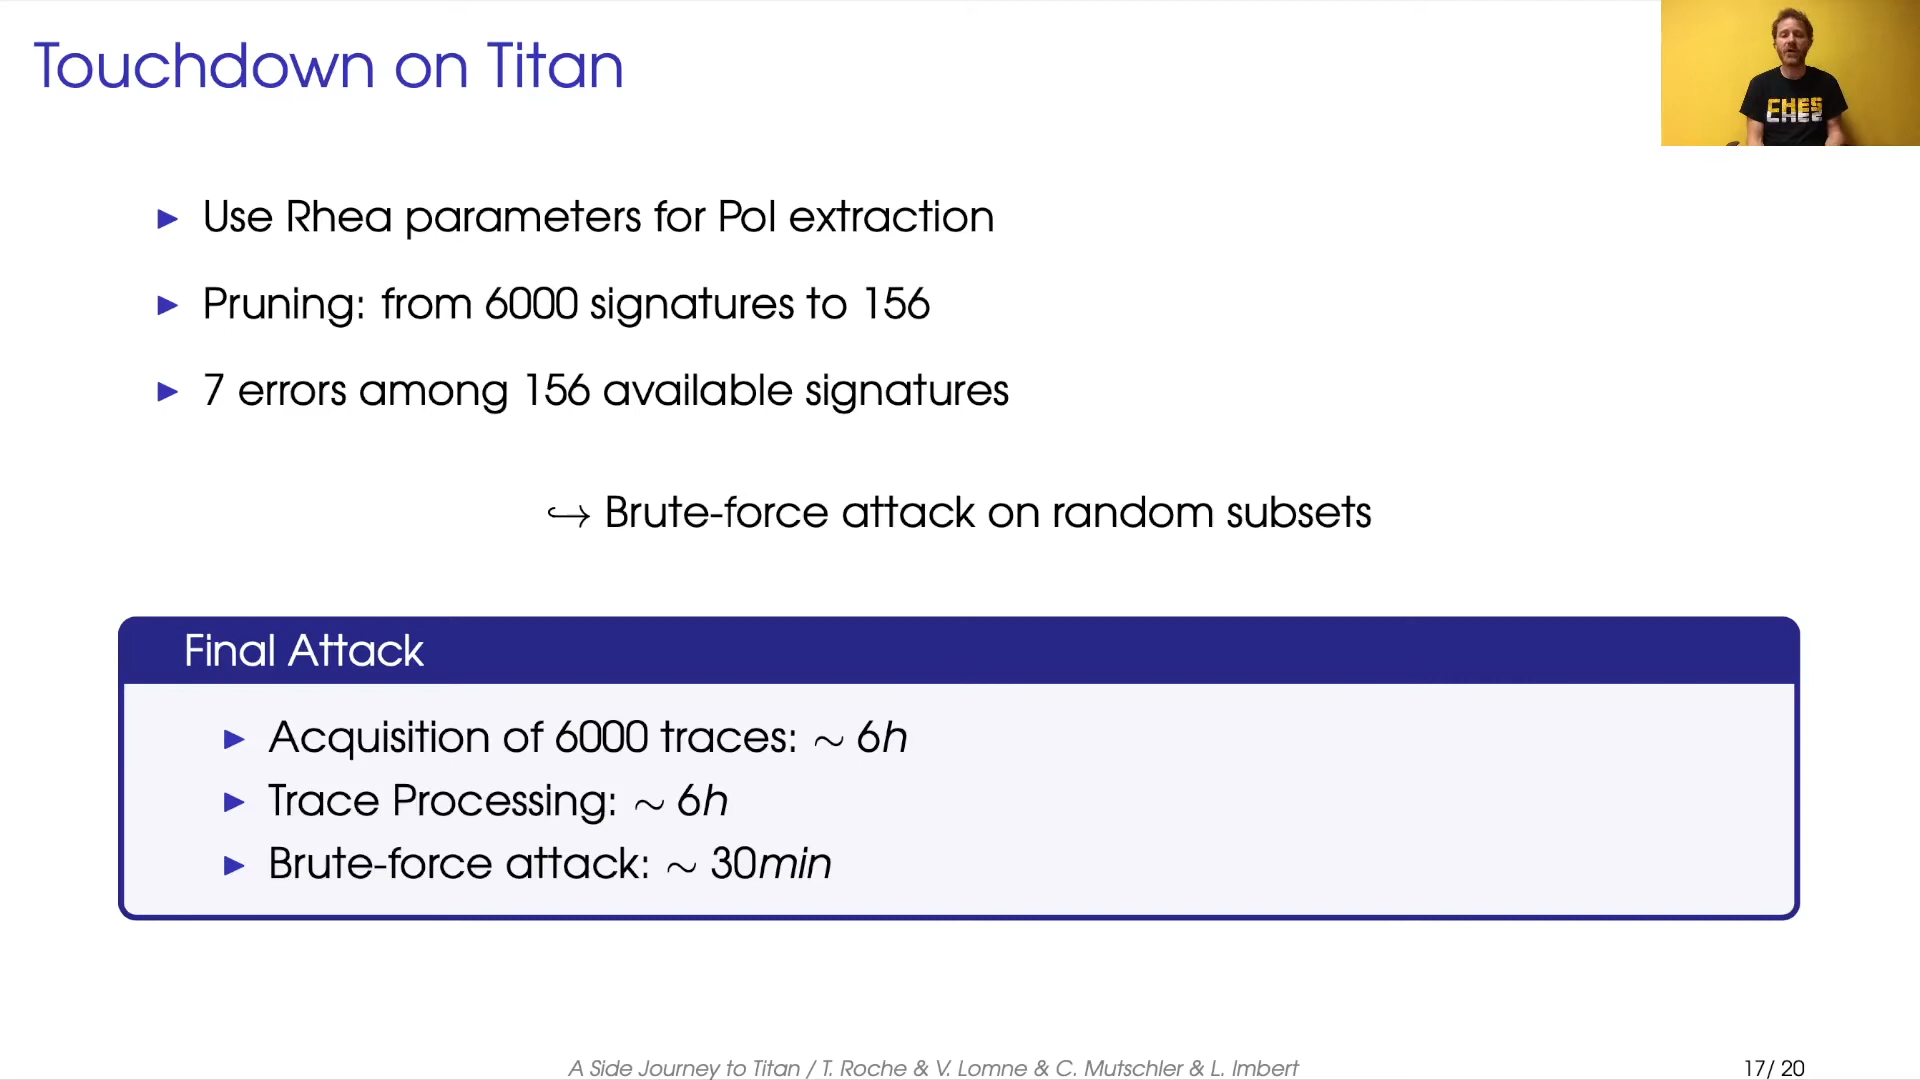 Touchdown on Titan
CHES
▶ Use Rhea parameters for PoI extraction
▶ Pruning: from 6000 signatures to 156
▶ 7 errors among 156 available signatures
↪ Brute-force attack on random subsets
Final Attack
▶ Acquisition of 6000 traces: ~ 6h
▶ Trace Processing: ~ 6h
▶ Brute-force attack: ~ 30min
A Side Journey to Titan / T. Roche & V. Lomne & C. Mutschler & L. Imbert
17/ 20